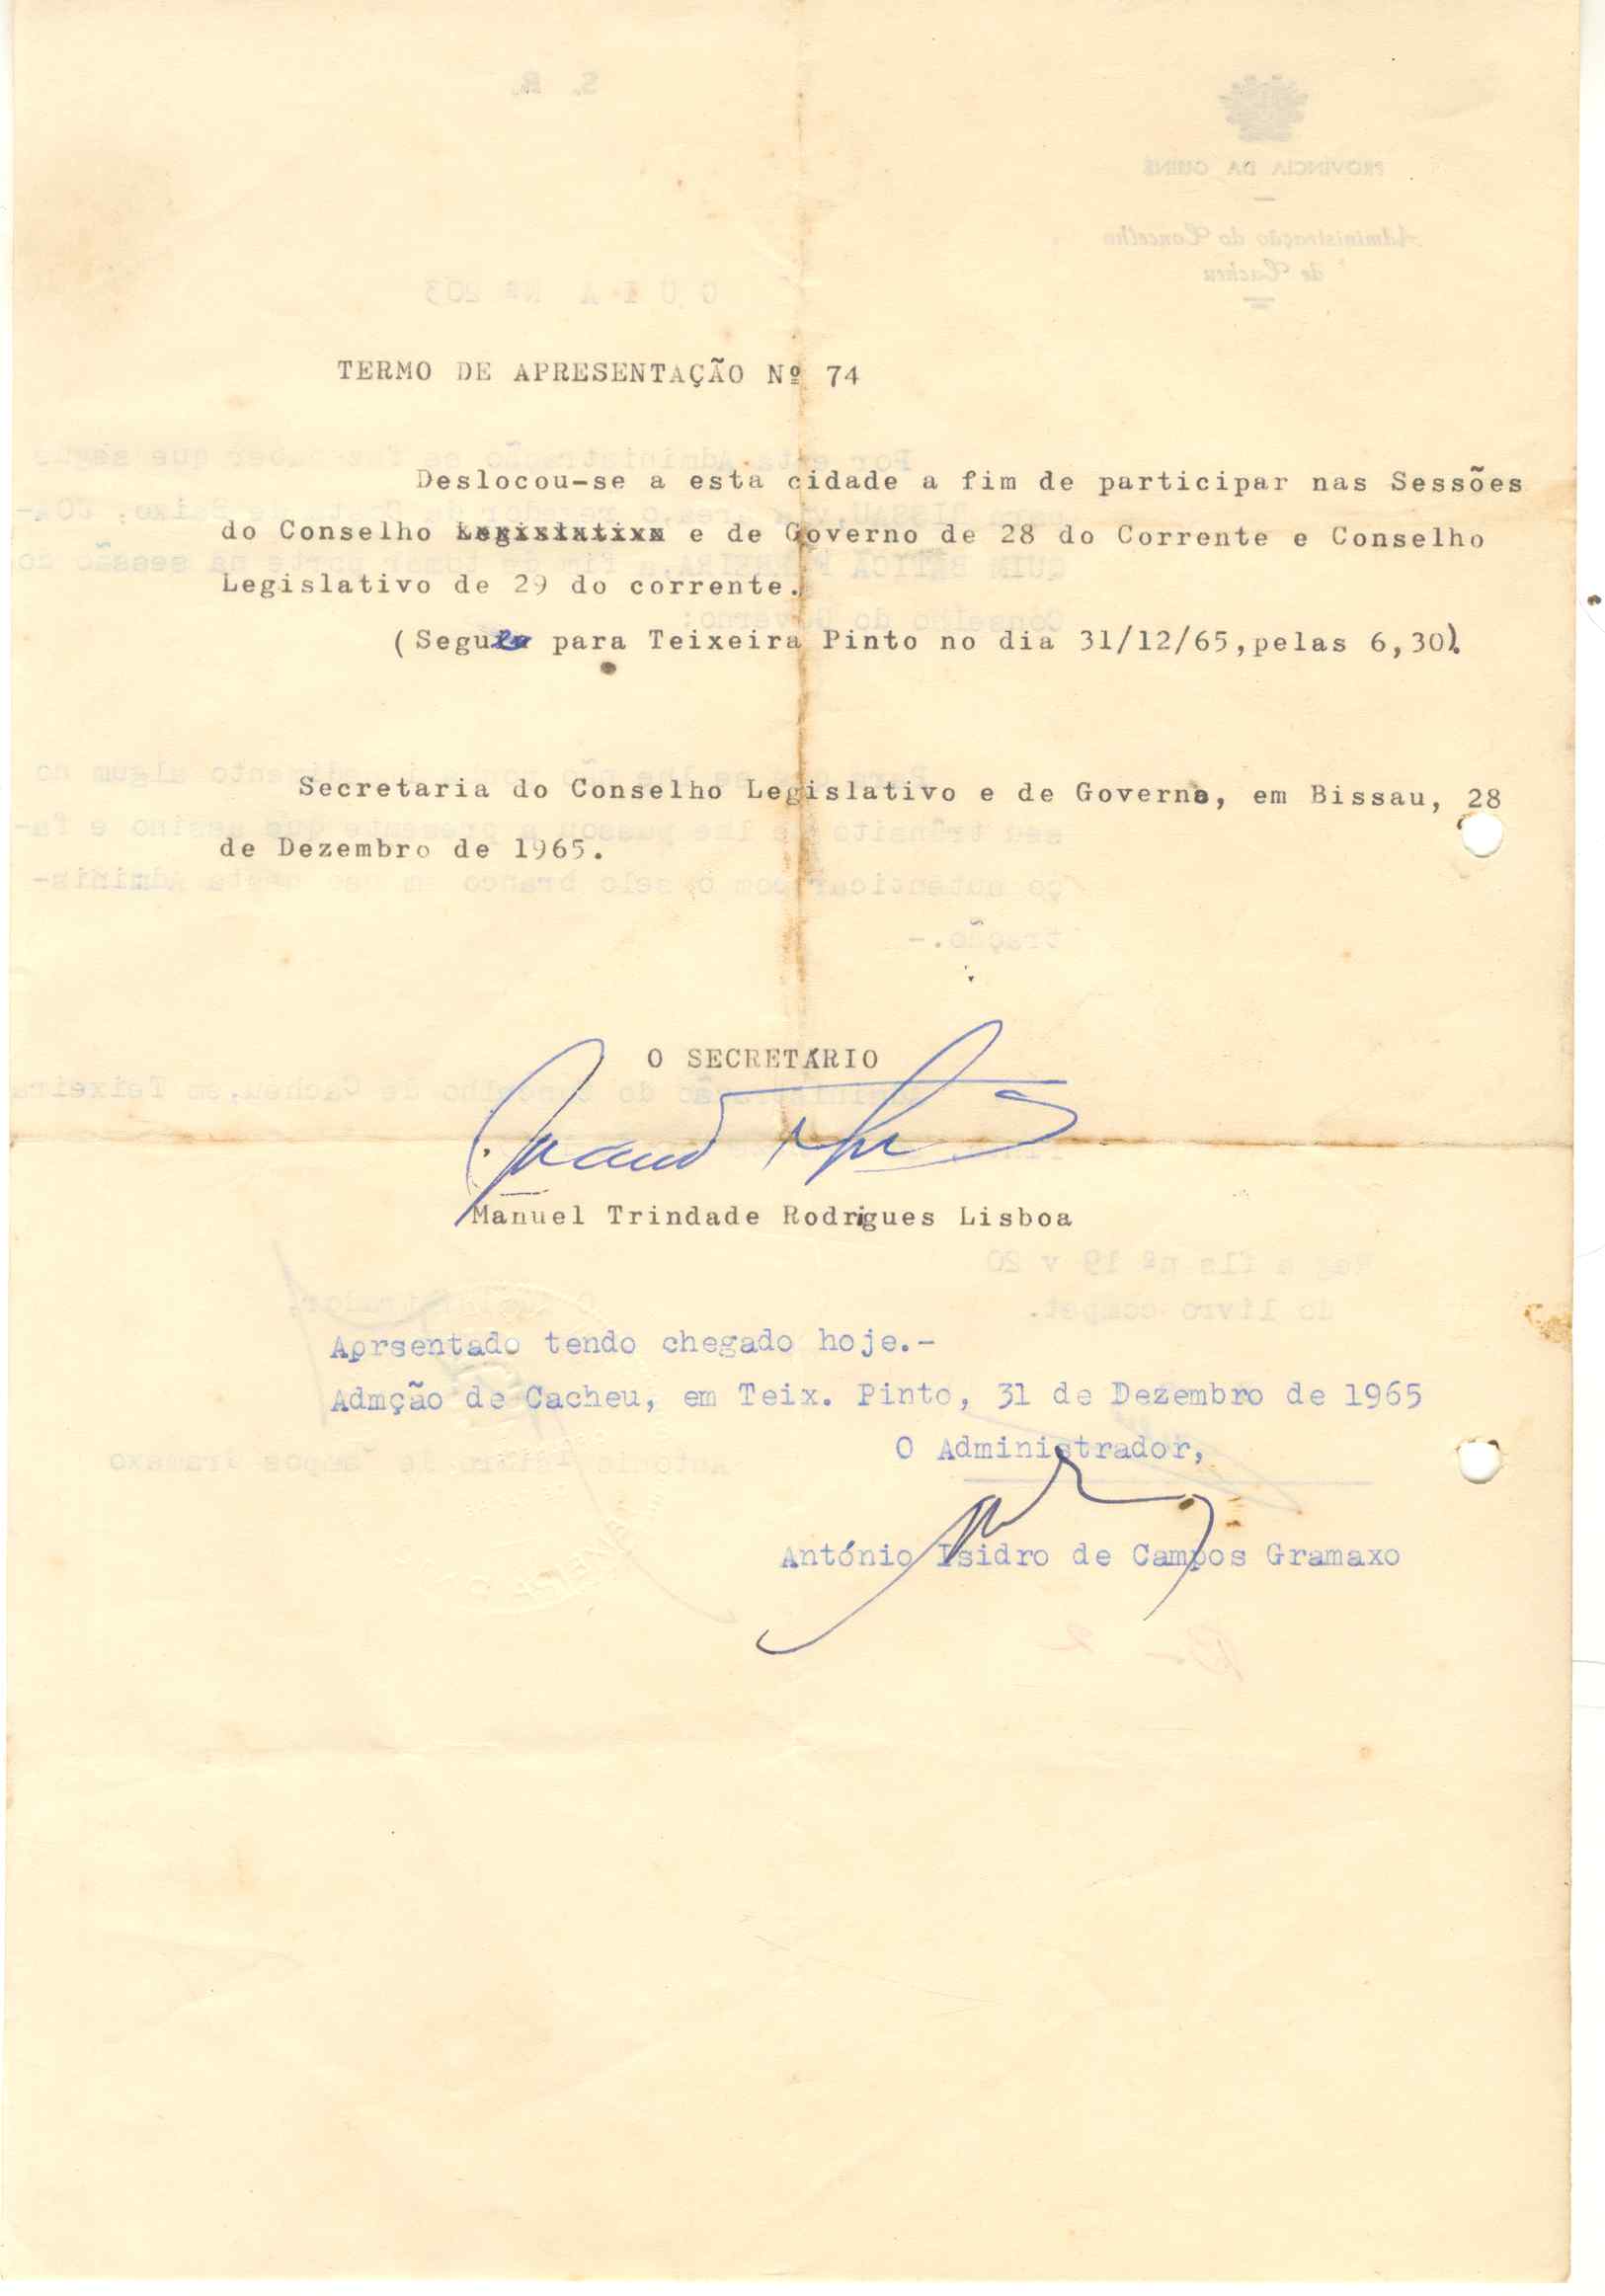 TERMO DE APRESENTAÇÃO Nº 74
Deslocou-se a esta cidade a fim de participar nas Sessões
do Conselho Legislativo e de Governo de 28 do Corrente e Conselho
Legislativo de 29 do corrente.
para Teixeira Pinto no dia 31/12/65,pelas 6,30).
Secretaria do Conselho Legislativo e de Governo, em Bissau, 28
de Dezembro de 1965.
O SECRETÁRIO
Manuel Trindade Rodrigues Lisboa
Aprsentado tendo chegado hoje.-
Admção de Cacheu, em Teix. Pinto, 31 de Dezembro de 1965
O Administrador,
António Isidro de Campos Gramaxo